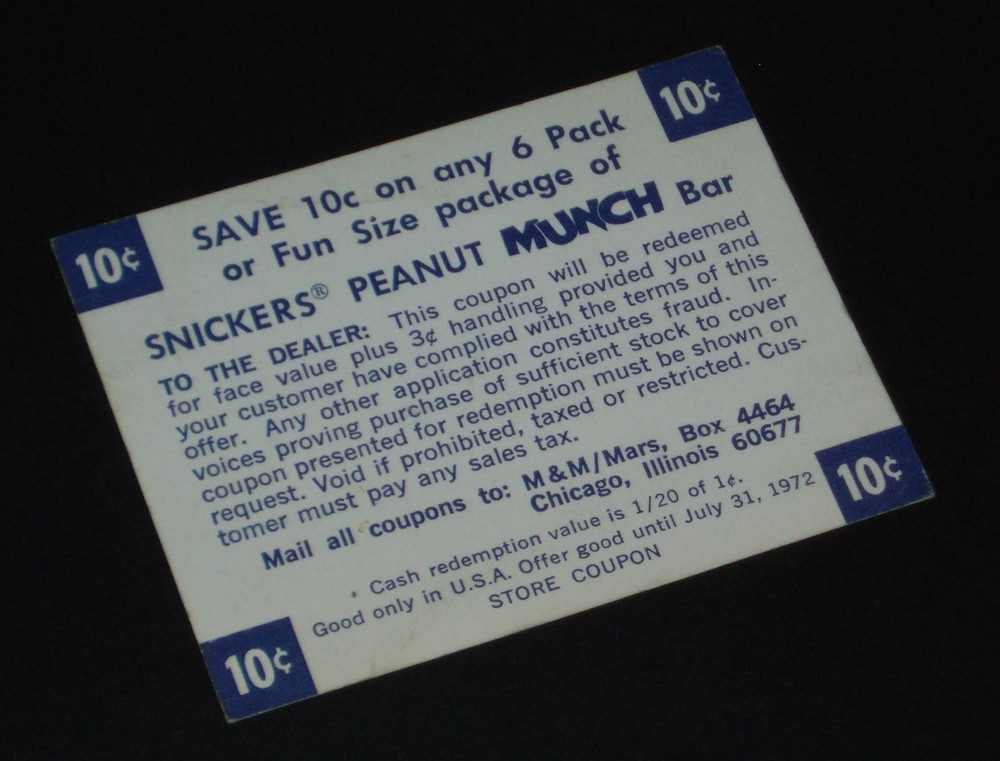 10¢
10¢
SAVE 10c on any 6 Pack
or Fun Size package of
SNICKERS® PEANUT MUNCH Bar
TO THE DEALER: This coupon will be redeemed
for face value plus 3¢ handling provided you and
your customer have complied with the terms of this
offer. Any other application constitutes fraud. In-
voices proving purchase of sufficient stock to cover
coupon presented for redemption must be shown on
request. Void if prohibited, taxed or restricted. Cus-
tomer must pay any sales tax.
Mail all coupons to: M&M/Mars, Box 4464
Chicago, Illinois 60677
Cash redemption value is 1/20 of 1¢.
Good only in U.S.A. Offer good until July 31, 1972
STORE COUPON
10¢
10¢